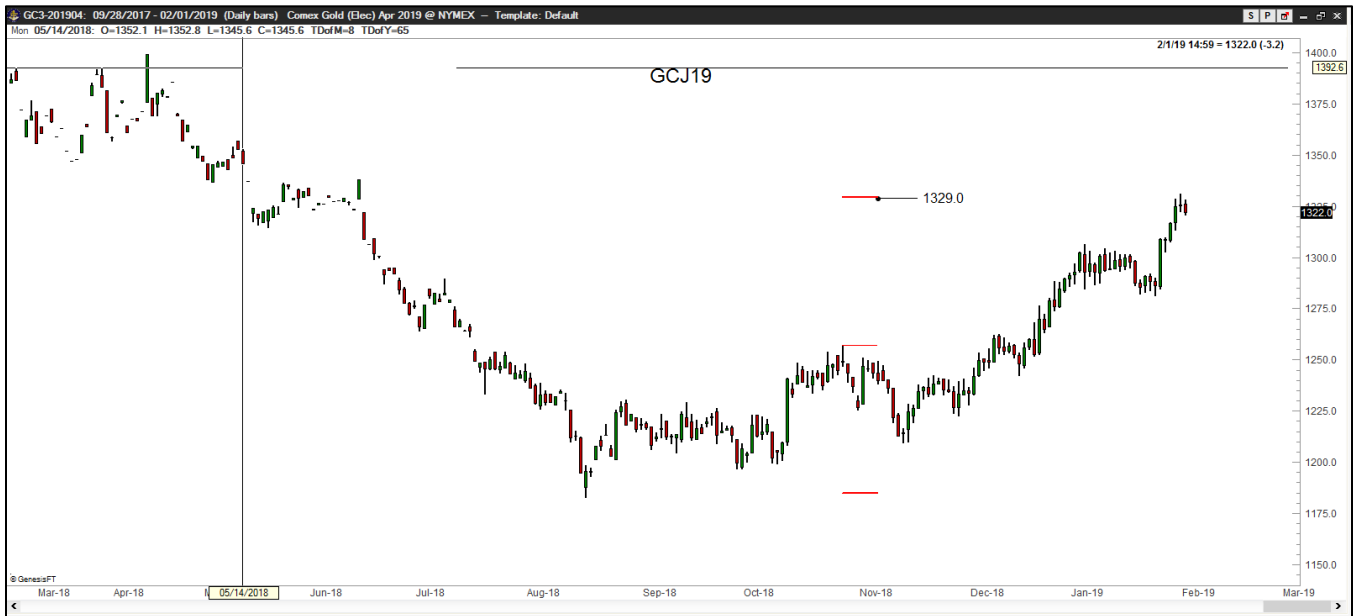 GC3-201904: 09/28/2017 - 02/01/2019 (Daily bars) Comex Gold (Elec) Apr 2019 @ NYMEX – Template: Default
S P
Mon 05/14/2018: O=1352.1 H=1352.8 L=1345.6 C=1345.6 TDofM=8 TDofY=65
2/1/19 14:59 = 1322.0 (-3.2)
1400.0
1392.6
GCJ19
1375.0
1350.0
1329.0
1322.0
1300.0
1275.0
1250.0
1225.0
1200.0
1175.0
1150.0
© GenesisFT
Mar-18 Apr-18 05/14/2018 Jun-18 Jul-18 Aug-18 Sep-18 Oct-18 Nov-18 Dec-18 Jan-19 Feb-19 Mar-19